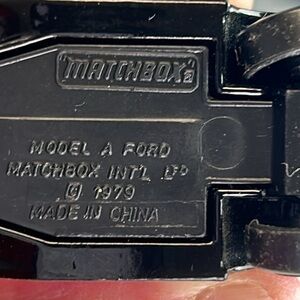 "MATCHBOX"
MODEL A FORD
MATCHBOX INT'L LTD
© 1979
MADE IN CHINA